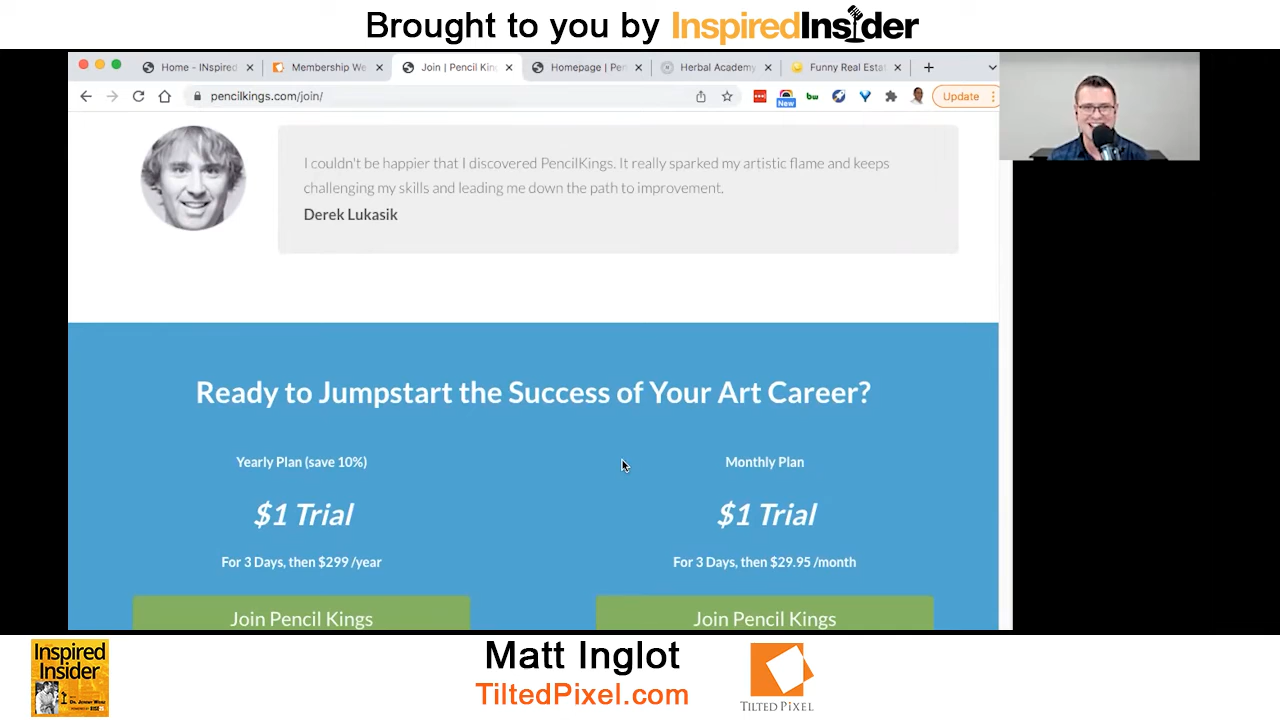 Brought to you by InspiredInsider
Home - INspired
Membership We
Join | Pencil Kin
Homepage | Pen
Herbal Academy
Funny Real Esta
pencilkings.com/join/
New
bw
Update
I couldn't be happier that I discovered PencilKings. It really sparked my artistic flame and keeps
challenging my skills and leading me down the path to improvement.
Derek Lukasik
Ready to Jumpstart the Success of Your Art Career?
Yearly Plan (save 10%)
$1 Trial
For 3 Days, then $299 /year
Join Pencil Kings
Monthly Plan
$1 Trial
For 3 Days, then $29.95 /month
Join Pencil Kings
Inspired
Insider
Matt Inglot
TiltedPixel.com
TILTED PIXEL